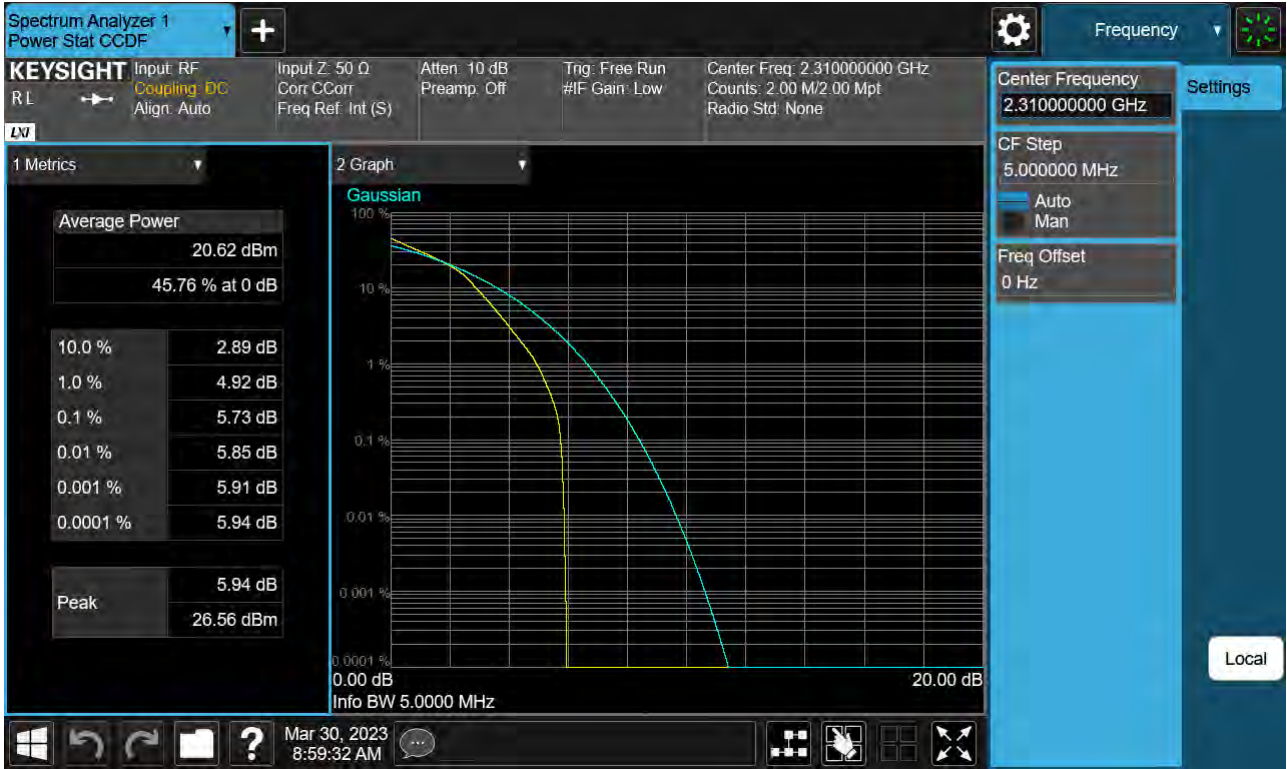 Spectrum Analyzer 1
Power Stat CCDF
+
Frequency
KEYSIGHT
RL
LXI
Input: RF
Coupling: DC
Align: Auto
Input Z: 50 Ω
Corr CCorr
Freq Ref: Int (S)
Atten: 10 dB
Preamp: Off
Trig: Free Run
#IF Gain: Low
Center Freq: 2.310000000 GHz
Counts: 2.00 M/2.00 Mpt
Radio Std: None
Center Frequency
2.310000000 GHz
Settings
CF Step
5.000000 MHz
Auto
Man
Freq Offset
0 Hz
1 Metrics
Average Power
20.62 dBm
45.76 % at 0 dB
10.0 % 2.89 dB
1.0 % 4.92 dB
0.1 % 5.73 dB
0.01 % 5.85 dB
0.001 % 5.91 dB
0.0001 % 5.94 dB
Peak
5.94 dB
26.56 dBm
2 Graph
Gaussian
100 %
10 %
1 %
0.1 %
0.01 %
0.001 %
0.0001 %
0.00 dB 20.00 dB
Info BW 5.0000 MHz
Local
?
Mar 30, 2023
8:59:32 AM